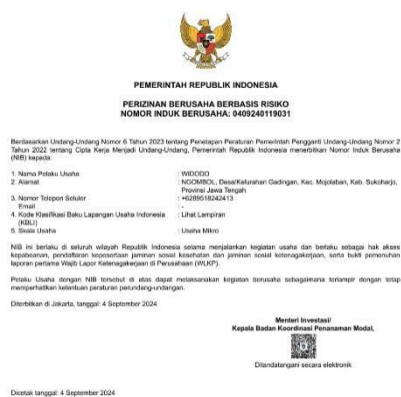 PEMERINTAH REPUBLIK INDONESIA
PERIZINAN BERUSAHA BERBASIS RISIKO
NOMOR INDUK BERUSAHA: 0409240119031
Berdasarkan Undang-Undang Nomor 6 Tahun 2023 tentang Penetapan Peraturan Pemerintah Pengganti Undang-Undang Nomor 2
Tahun 2022 tentang Cipta Kerja Menjadi Undang-Undang, Pemerintah Republik Indonesia menerbitkan Nomor Induk Berusaha
(NIB) kepada:
1. Nama Pelaku Usaha : WIDODO
2. Alamat : NGOMBOL, Desa/Kelurahan Gadingan, Kec. Mojolaban, Kab. Sukoharjo,
Provinsi Jawa Tengah
3. Nomor Telepon Seluler : +6289518242413
Email : -
4. Kode Klasifikasi Baku Lapangan Usaha Indonesia : Lihat Lampiran
(KBLI)
5. Skala Usaha : Usaha Mikro
NIB ini berlaku di seluruh wilayah Republik Indonesia selama menjalankan kegiatan usaha dan berlaku sebagai hak akses
kepabeanan, pendaftaran kepesertaan jaminan sosial kesehatan dan jaminan sosial ketenagakerjaan, serta bukti pemenuhan
laporan pertama Wajib Lapor Ketenagakerjaan di Perusahaan (WLKP).
Pelaku Usaha dengan NIB tersebut di atas dapat melaksanakan kegiatan berusaha sebagaimana terlampir dengan tetap
memperhatikan ketentuan peraturan perundang-undangan.
Diterbitkan di Jakarta, tanggal: 4 September 2024
Menteri Investasi/
Kepala Badan Koordinasi Penanaman Modal,
Ditandatangani secara elektronik
Dicetak tanggal: 4 September 2024